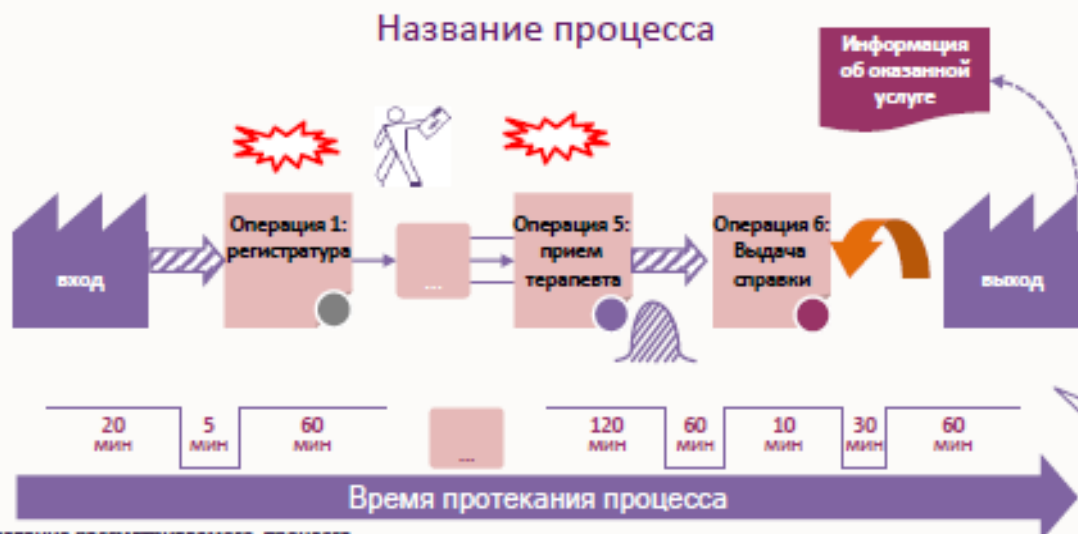 Название процесса
Информация
об оказанной
услуге
вход
Операция 1:
регистратура
...
Операция 5:
прием
терапевта
Операция 6:
Выдача
справки
выход
20
мин
5
мин
60
мин
...
120
мин
60
мин
10
мин
30
мин
60
мин
Время протекания процесса